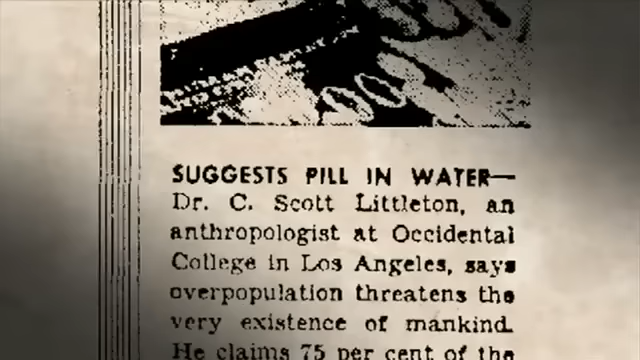 SUGGESTS PILL IN WATER—
Dr. C. Scott Littleton, an
anthropologist at Occidental
College in Los Angeles, says
overpopulation threatens the
very existence of mankind.
He claims 75 per cent of the